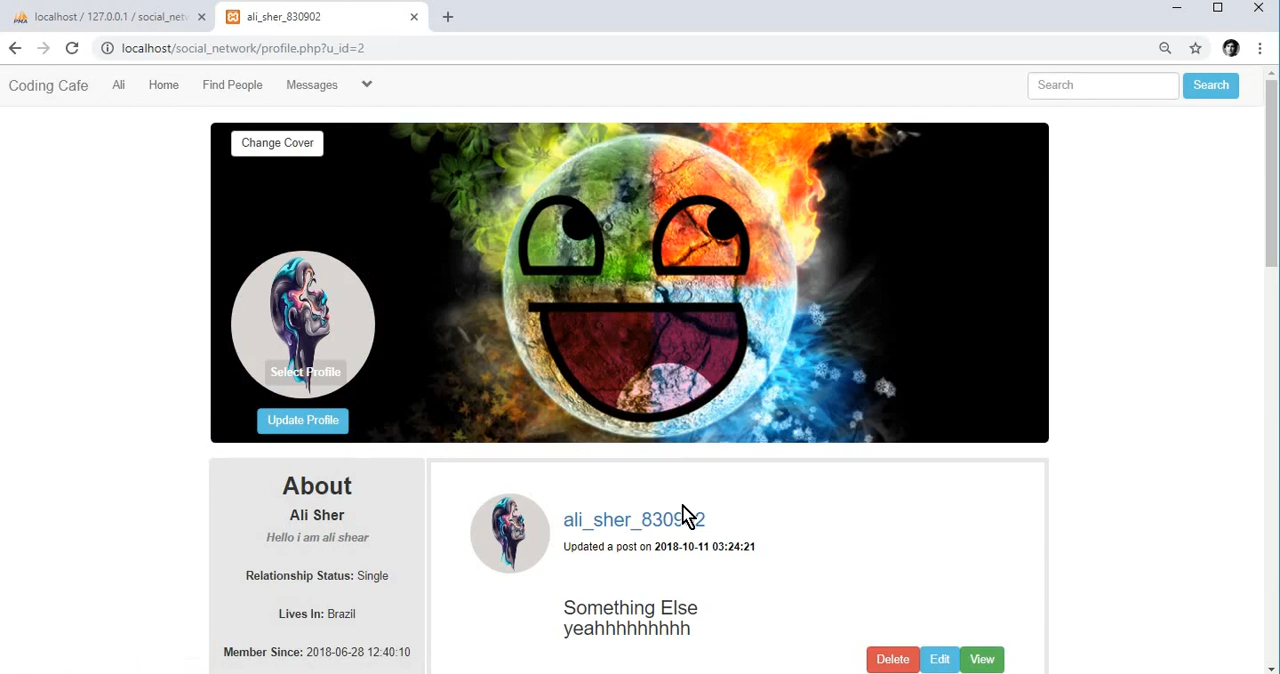 localhost / 127.0.0.1 / social_netw
ali_sher_830902
localhost/social_network/profile.php?u_id=2
Coding Cafe Ali Home Find People Messages Search Search
Change Cover
Select Profile
Update Profile
About
Ali Sher
Hello i am ali shear
Relationship Status: Single
Lives In: Brazil
Member Since: 2018-06-28 12:40:10
ali_sher_830902
Updated a post on 2018-10-11 03:24:21
Something Else
yeahhhhhhhhh
Delete Edit View